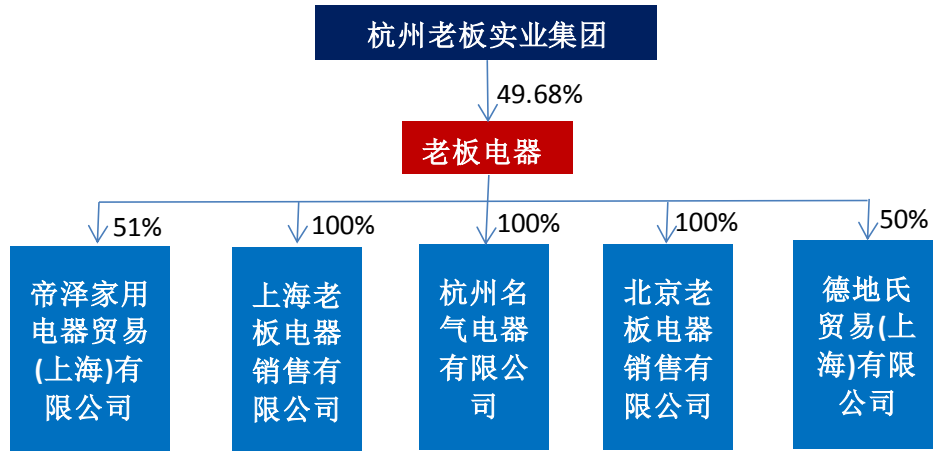 杭州老板实业集团
49.68%
老板电器
51%
100%
100%
100%
50%
帝泽家用
电器贸易
(上海)有
限公司
上海老
板电器
销售有
限公司
杭州名
气电器
有限公
司
北京老
板电器
销售有
限公司
德地氏
贸易(上
海)有限
公司